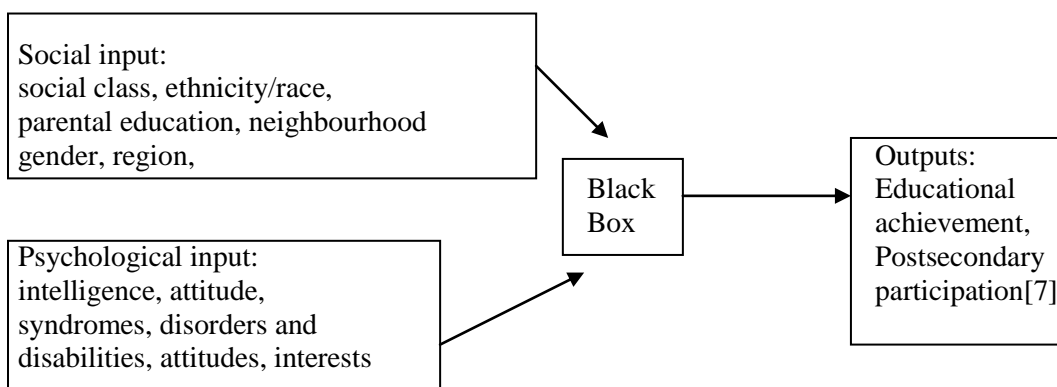 Social input:
social class, ethnicity/race,
parental education, neighbourhood
gender, region,
Psychological input:
intelligence, attitude,
syndromes, disorders and
disabilities, attitudes, interests
Black
Box
Outputs:
Educational
achievement,
Postsecondary
participation[7]